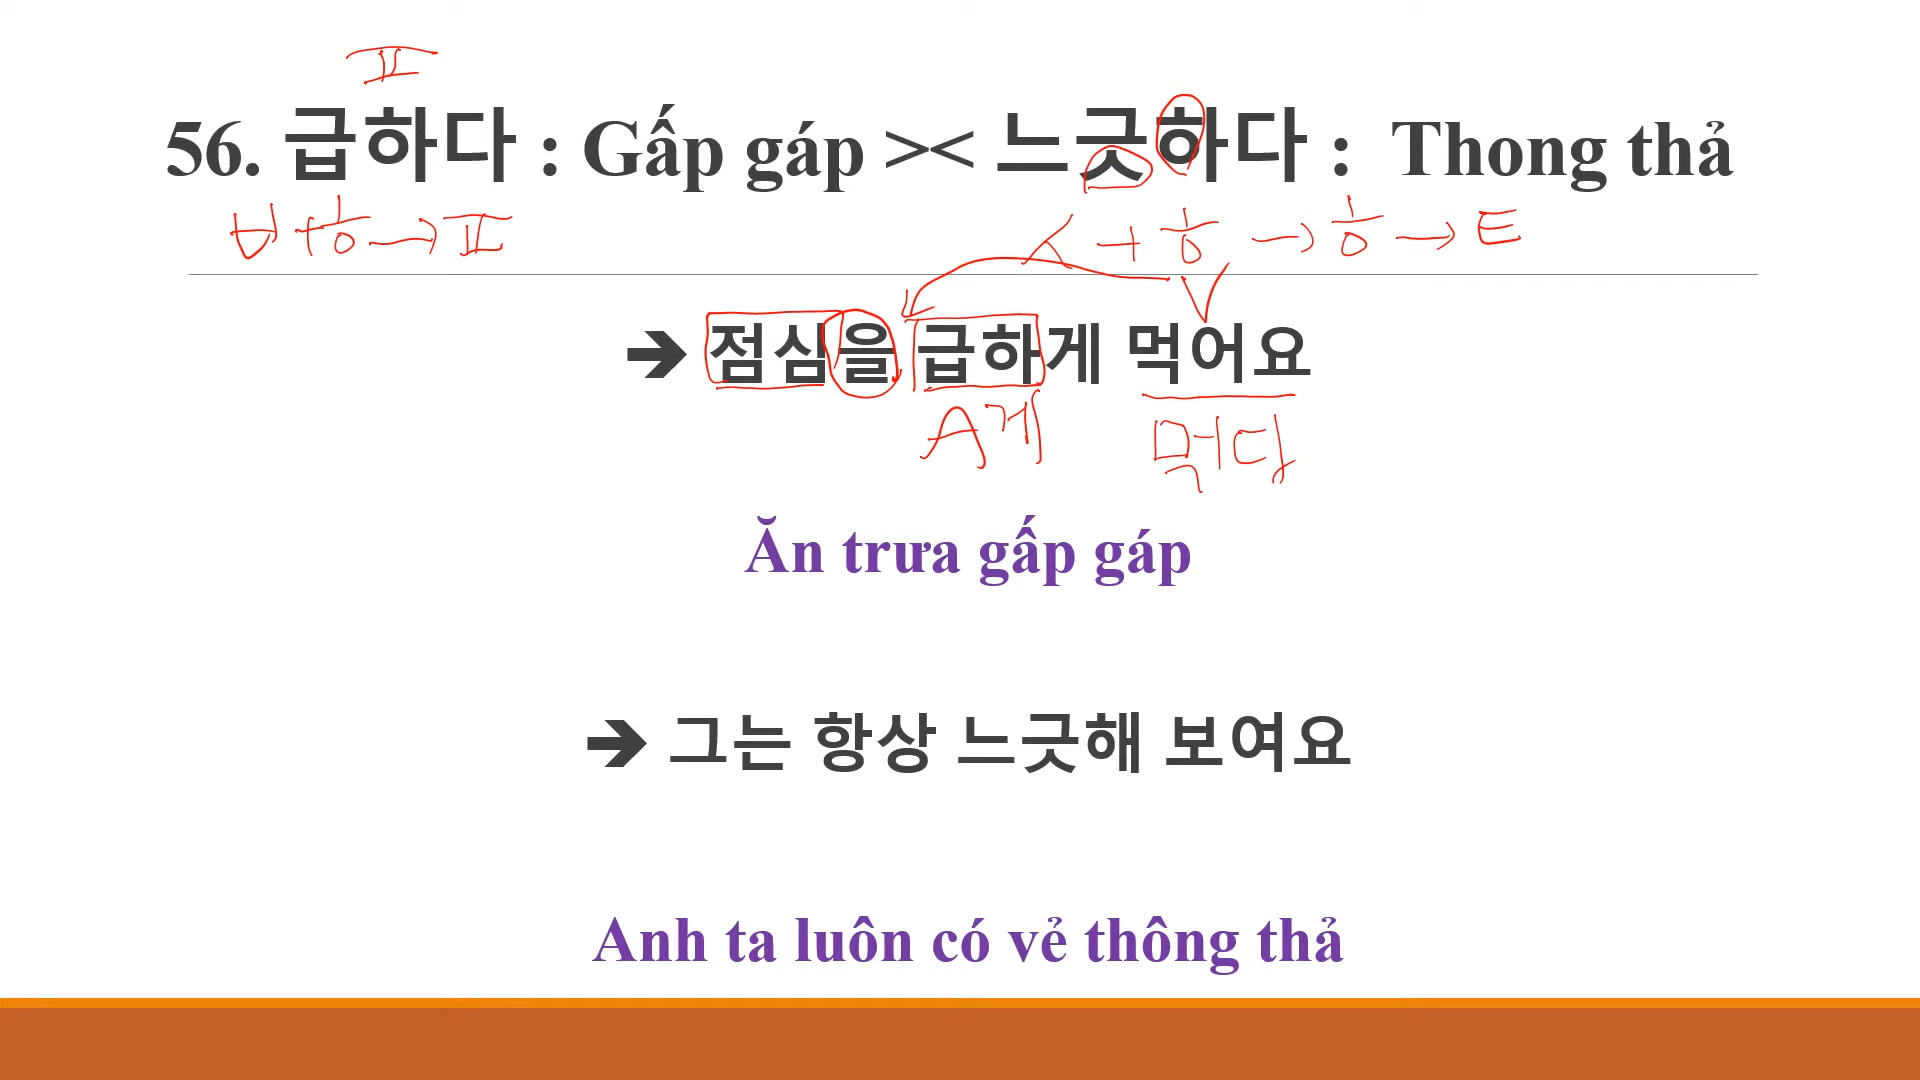 ㅍ
56. 급하다 : Gấp gáp >< 느긋하다 : Thong thả
ㅂ + ㅎ → ㅍ ㅅ + ㅎ → ㅎ → ㅌ
➔ 점심을 급하게 먹어요
A게 먹다
Ăn trưa gấp gáp
➔ 그는 항상 느긋해 보여요
Anh ta luôn có vẻ thông thả